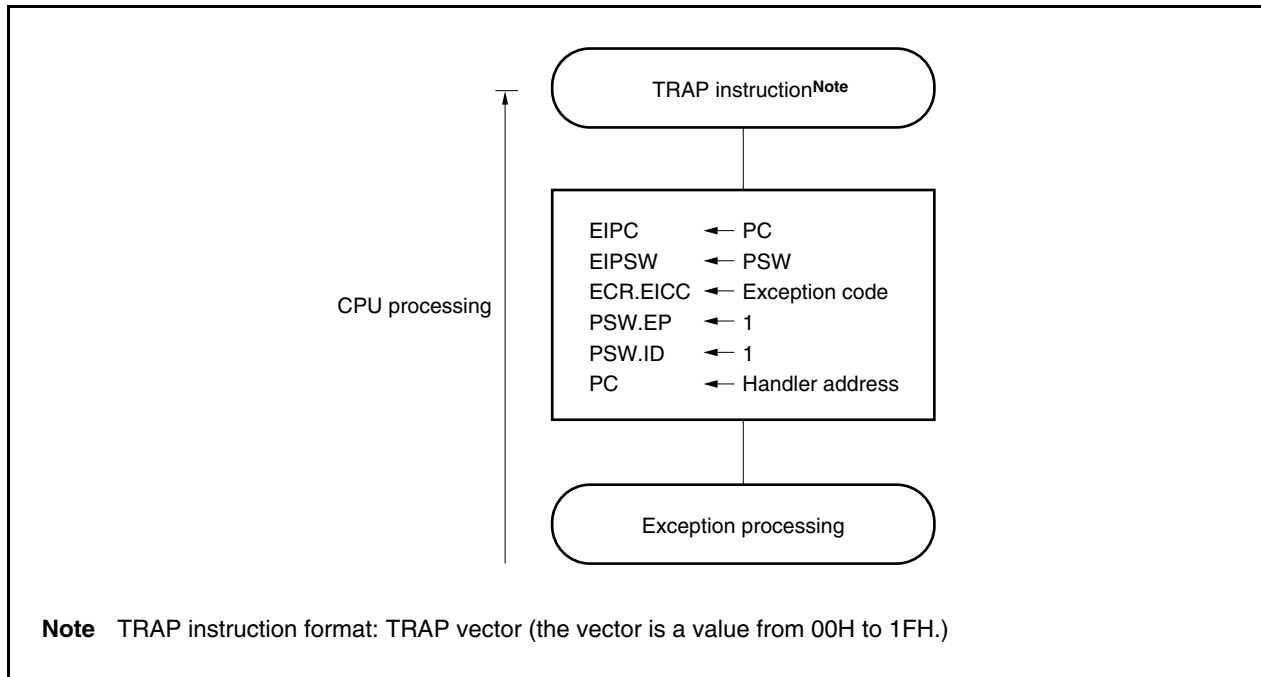 TRAP instructionNote
CPU processing
EIPC ← PC
EIPSW ← PSW
ECR.EICC ← Exception code
PSW.EP ← 1
PSW.ID ← 1
PC ← Handler address
Exception processing
Note TRAP instruction format: TRAP vector (the vector is a value from 00H to 1FH.)